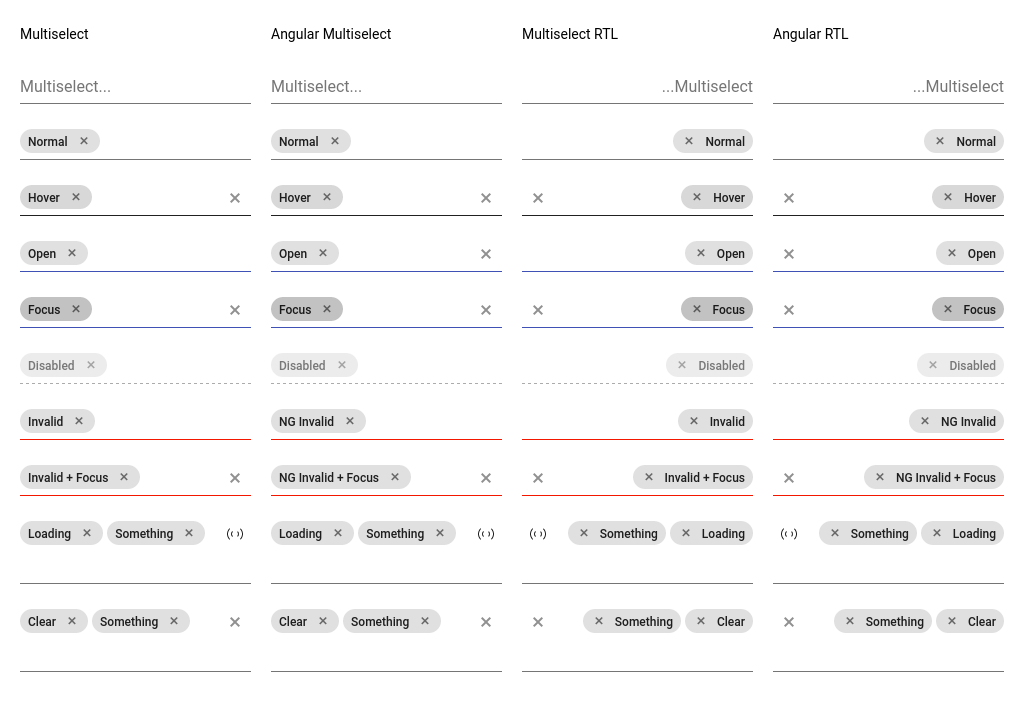 Multiselect Angular Multiselect Multiselect RTL Angular RTL
Multiselect... Multiselect... ...Multiselect ...Multiselect
Normal Normal Normal Normal
Hover Hover Hover Hover
Open Open Open Open
Focus Focus Focus Focus
Disabled Disabled Disabled Disabled
Invalid NG Invalid Invalid NG Invalid
Invalid + Focus NG Invalid + Focus Invalid + Focus NG Invalid + Focus
Loading Something Loading Something Something Loading Something Loading
Clear Something Clear Something Something Clear Something Clear